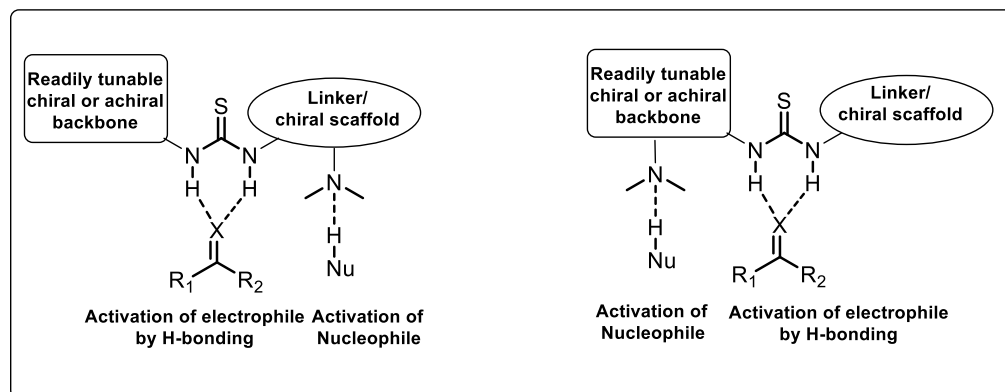 Readily tunable
chiral or achiral
backbone
S
Linker/
chiral scaffold
N
N
H
H
N
X
H
Nu
R1
R2
Activation of electrophile
by H-bonding
Activation of
Nucleophile
Readily tunable
chiral or achiral
backbone
S
Linker/
chiral scaffold
N
N
N
H
H
H
X
Nu
R1
R2
Activation of
Nucleophile
Activation of electrophile
by H-bonding